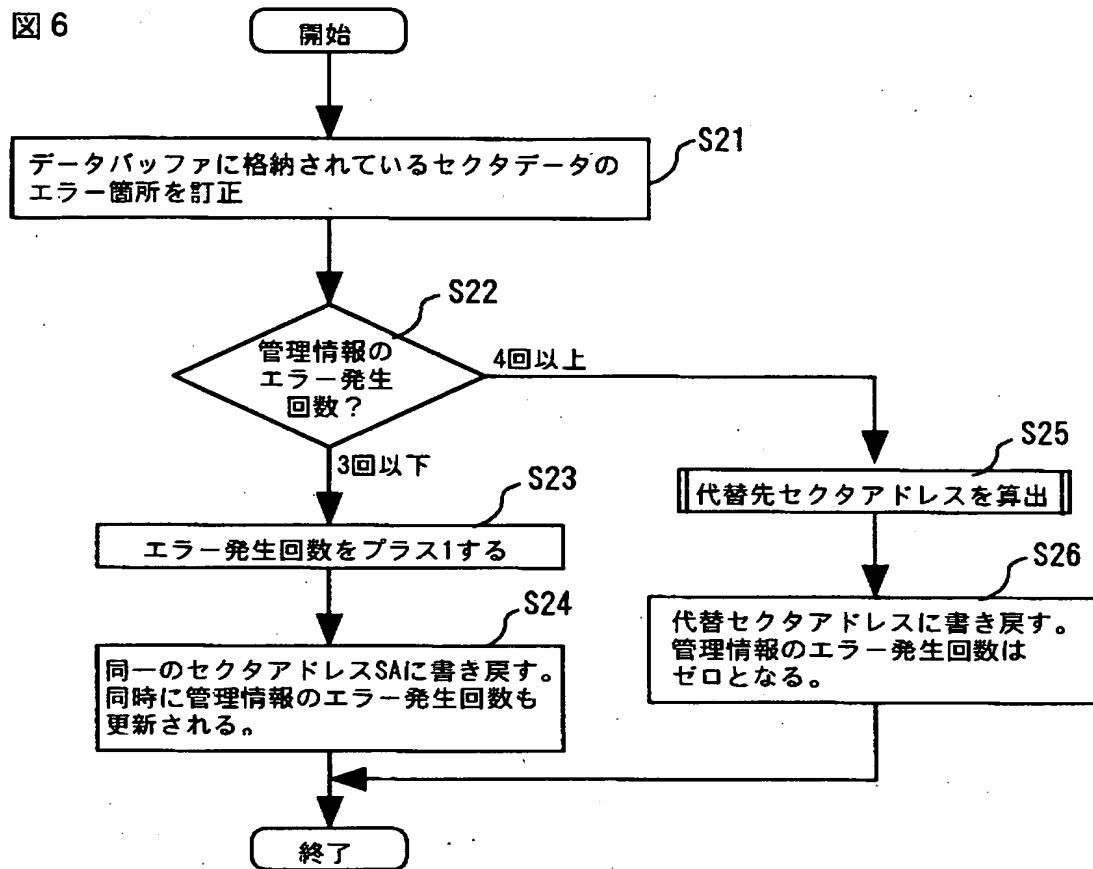 図6
開始
S21
データバッファに格納されているセクタデータの
エラー箇所を訂正
S22
管理情報の
エラー発生
回数？
4回以上
3回以下
S23
エラー発生回数をプラス1する
S24
同一のセクタアドレスSAに書き戻す。
同時に管理情報のエラー発生回数も
更新される。
S25
代替先セクタアドレスを算出
S26
代替セクタアドレスに書き戻す。
管理情報のエラー発生回数は
ゼロとなる。
終了